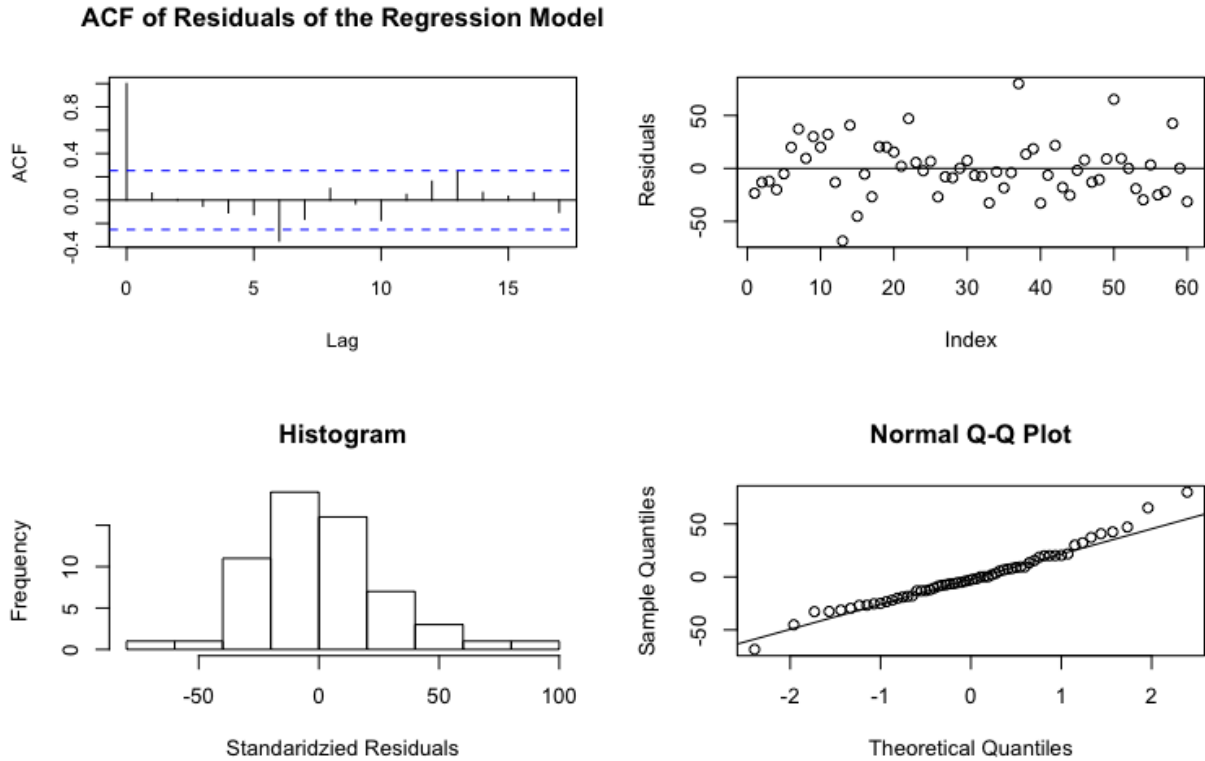 ACF of Residuals of the Regression Model
ACF
0.8
0.4
0.0
-0.4
0 5 10 15
Lag
Residuals
50
0
-50
0 10 20 30 40 50 60
Index
Histogram
Frequency
10
5
0
-50 0 50 100
Standaridzied Residuals
Normal Q-Q Plot
Sample Quantiles
50
0
-50
-2 -1 0 1 2
Theoretical Quantiles